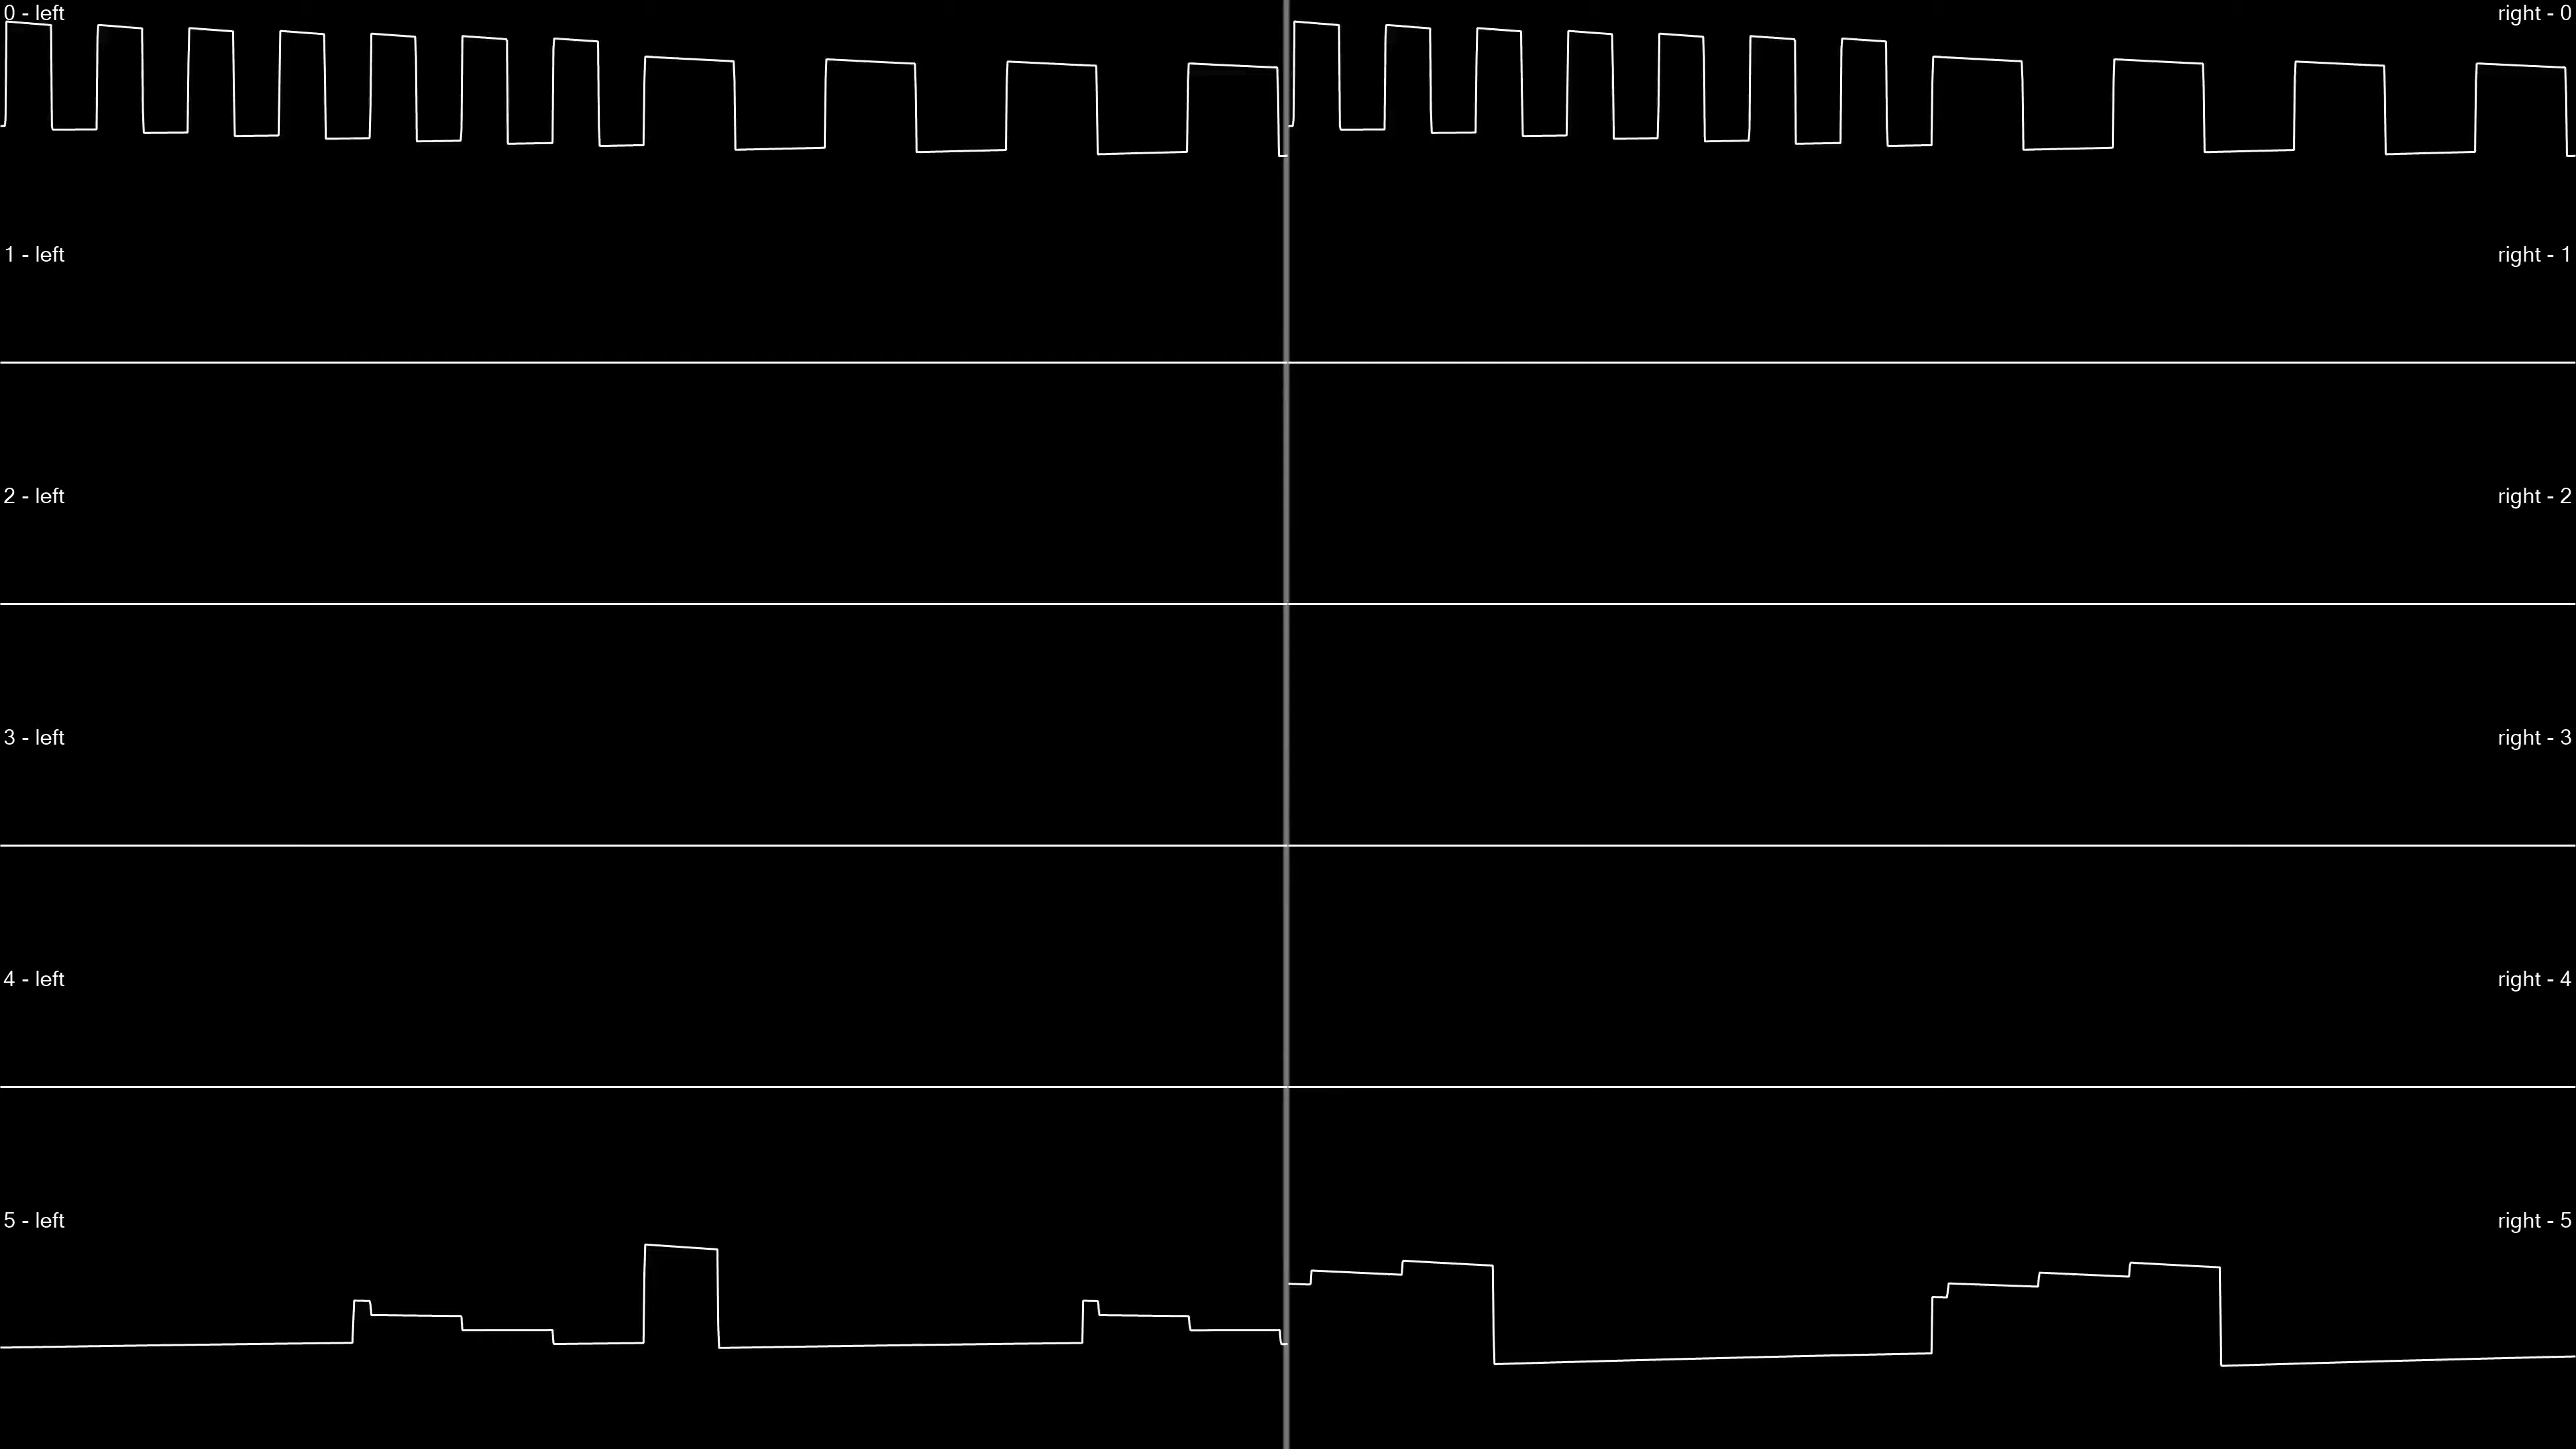 0 - left
right - 0
1 - left
right - 1
2 - left
right - 2
3 - left
right - 3
4 - left
right - 4
5 - left
right - 5